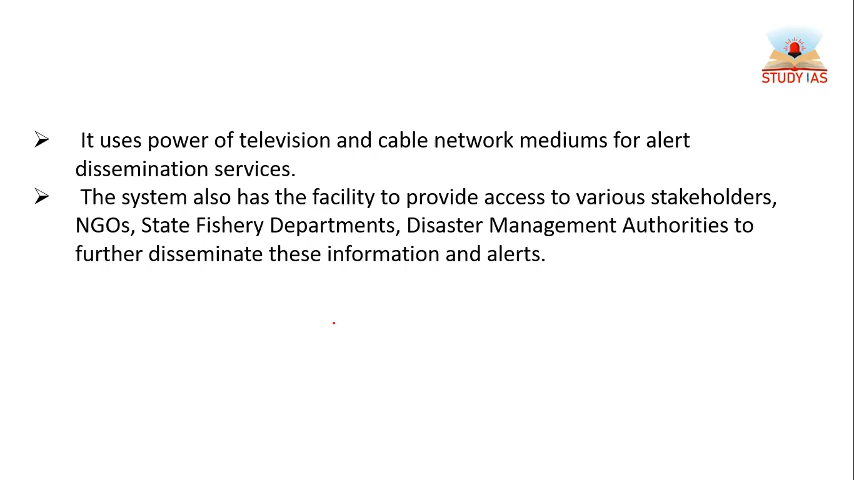 STUDY IAS
➤ It uses power of television and cable network mediums for alert
dissemination services.
➤ The system also has the facility to provide access to various stakeholders,
NGOs, State Fishery Departments, Disaster Management Authorities to
further disseminate these information and alerts.